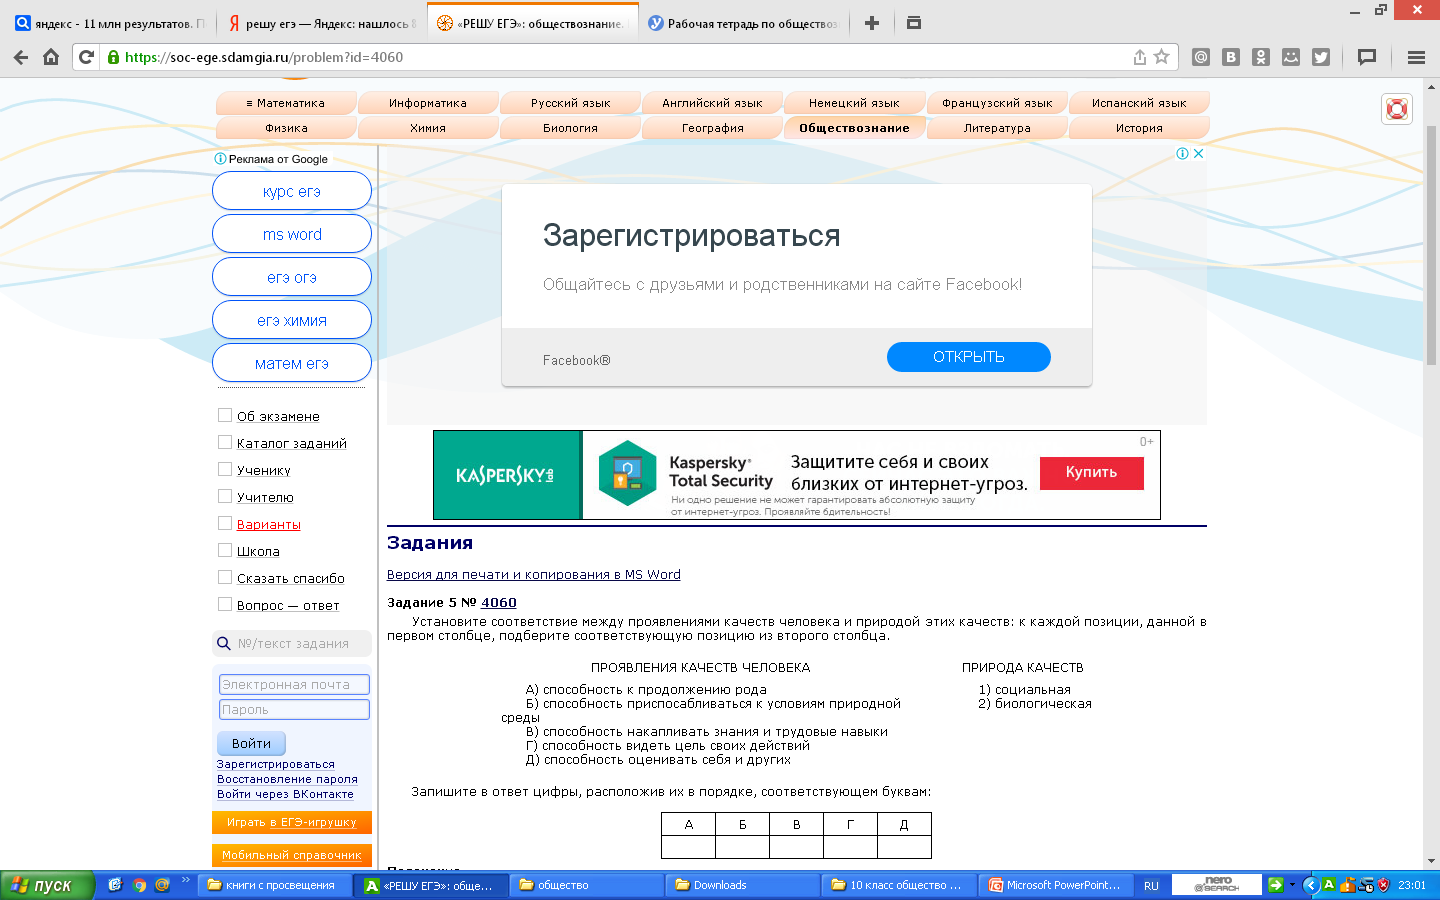 яндекс - 11 млн результатов. П
решу егэ — Яндекс: нашлось 8
«РЕШУ ЕГЭ»: обществознание.
Рабочая тетрадь по обществоз
https://soc-ege.sdamgia.ru/problem?id=4060
≡ Математика
Информатика
Русский язык
Английский язык
Немецкий язык
Французский язык
Испанский язык
Физика
Химия
Биология
География
Обществознание
Литература
История
Реклама от Google
курс егэ
ms word
егэ огэ
егэ химия
матем егэ
Об экзамене
Каталог заданий
Ученику
Учителю
Варианты
Школа
Сказать спасибо
Вопрос — ответ
№/текст задания
Электронная почта
Пароль
Войти
Зарегистрироваться
Восстановление пароля
Войти через ВКонтакте
Играть в ЕГЭ-игрушку
Мобильный справочник
Зарегистрироваться
Общайтесь с друзьями и родственниками на сайте Facebook!
Facebook®
ОТКРЫТЬ
KASPERSKY LAB
Kaspersky
Total Security
Защитите себя и своих
близких от интернет-угроз.
Ни одно решение не может гарантировать абсолютную защиту
от интернет-угроз. Проявляйте бдительность!
Купить
0+
Задания
Версия для печати и копирования в MS Word
Задание 5 № 4060
Установите соответствие между проявлениями качеств человека и природой этих качеств: к каждой позиции, данной в
первом столбце, подберите соответствующую позицию из второго столбца.
ПРОЯВЛЕНИЯ КАЧЕСТВ ЧЕЛОВЕКА
ПРИРОДА КАЧЕСТВ
А) способность к продолжению рода
Б) способность приспосабливаться к условиям природной
среды
В) способность накапливать знания и трудовые навыки
Г) способность видеть цель своих действий
Д) способность оценивать себя и других
1) социальная
2) биологическая
Запишите в ответ цифры, расположив их в порядке, соответствующем буквам:
А Б В Г Д
пуск
книги с просвещения
«РЕШУ ЕГЭ»: обще...
общество
Downloads
10 класс общество ...
Microsoft PowerPoint...
RU
nero
SEARCH
23:01